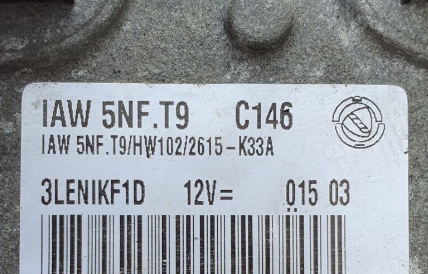 IAW 5NF.T9 C146
IAW 5NF.T9/HW102/2615-K33A
3LENIKF1D 12V= 015 03